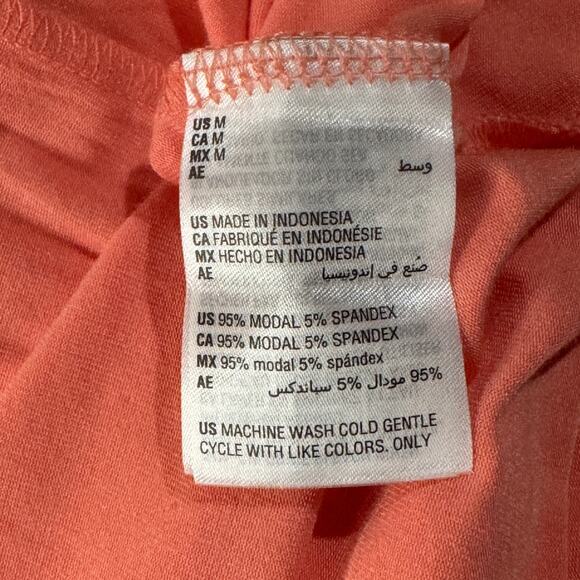 US M
CA M
MX M
AE وسط
US MADE IN INDONESIA
CA FABRIQUÉ EN INDONÉSIE
MX HECHO EN INDONESIA
AE صُنع في إندونيسيا
US 95% MODAL 5% SPANDEX
CA 95% MODAL 5% SPANDEX
MX 95% modal 5% spándex
AE 95% مودال 5% سباندكس
US MACHINE WASH COLD GENTLE
CYCLE WITH LIKE COLORS. ONLY